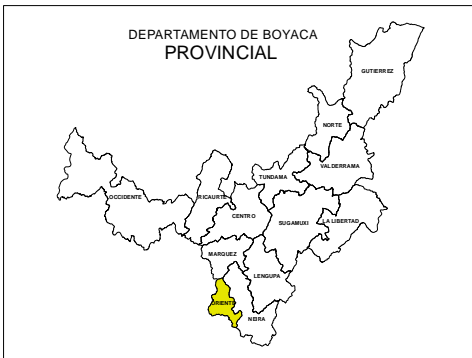 DEPARTAMENTO DE BOYACA
PROVINCIAL
GUTIERREZ
NORTE
VALDERRAMA
TUNDAMA
OCCIDENTE
RICAURTE
CENTRO
SUGAMUXI
LA LIBERTAD
MARQUEZ
LENGUPA
ORIENTE
NEIRA